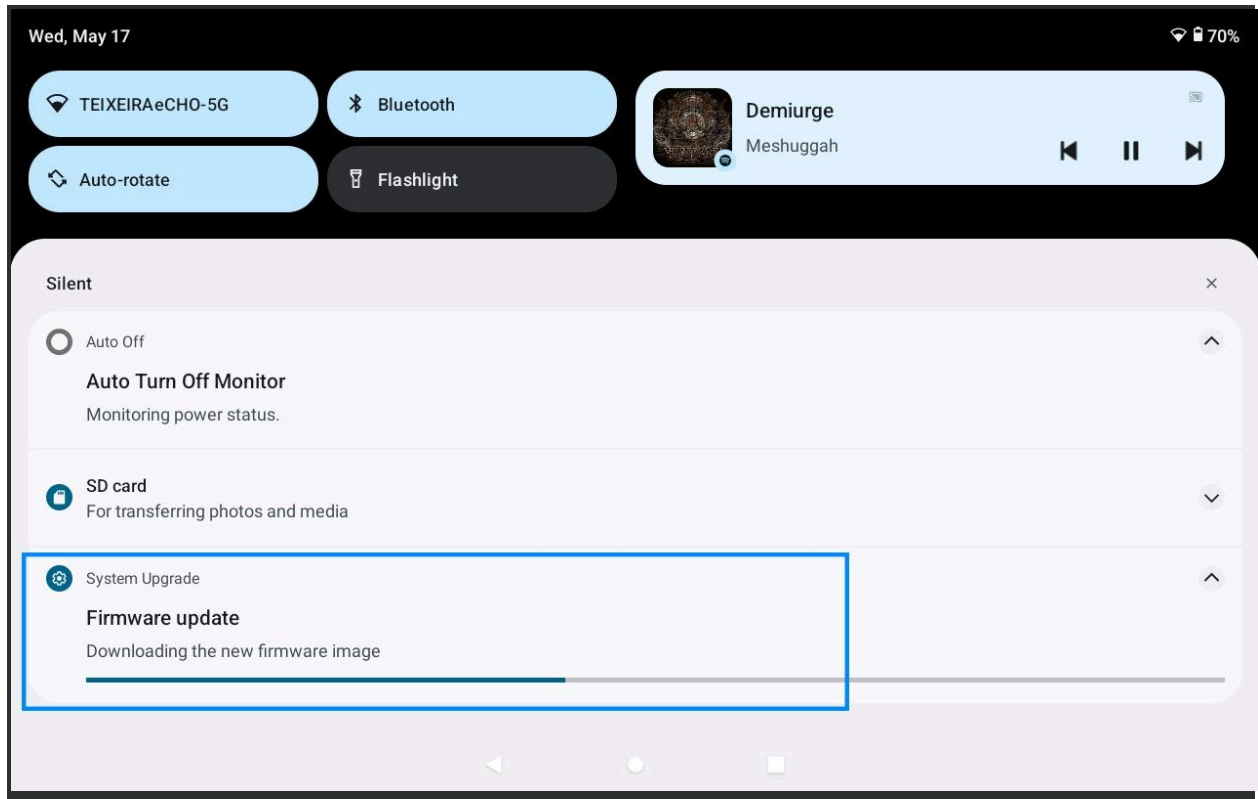 Wed, May 17
70%
TEIXEIRAeCHO-5G
Bluetooth
Auto-rotate
Flashlight
Demiurge
Meshuggah
Silent
Auto Off
Auto Turn Off Monitor
Monitoring power status.
SD card
For transferring photos and media
System Upgrade
Firmware update
Downloading the new firmware image